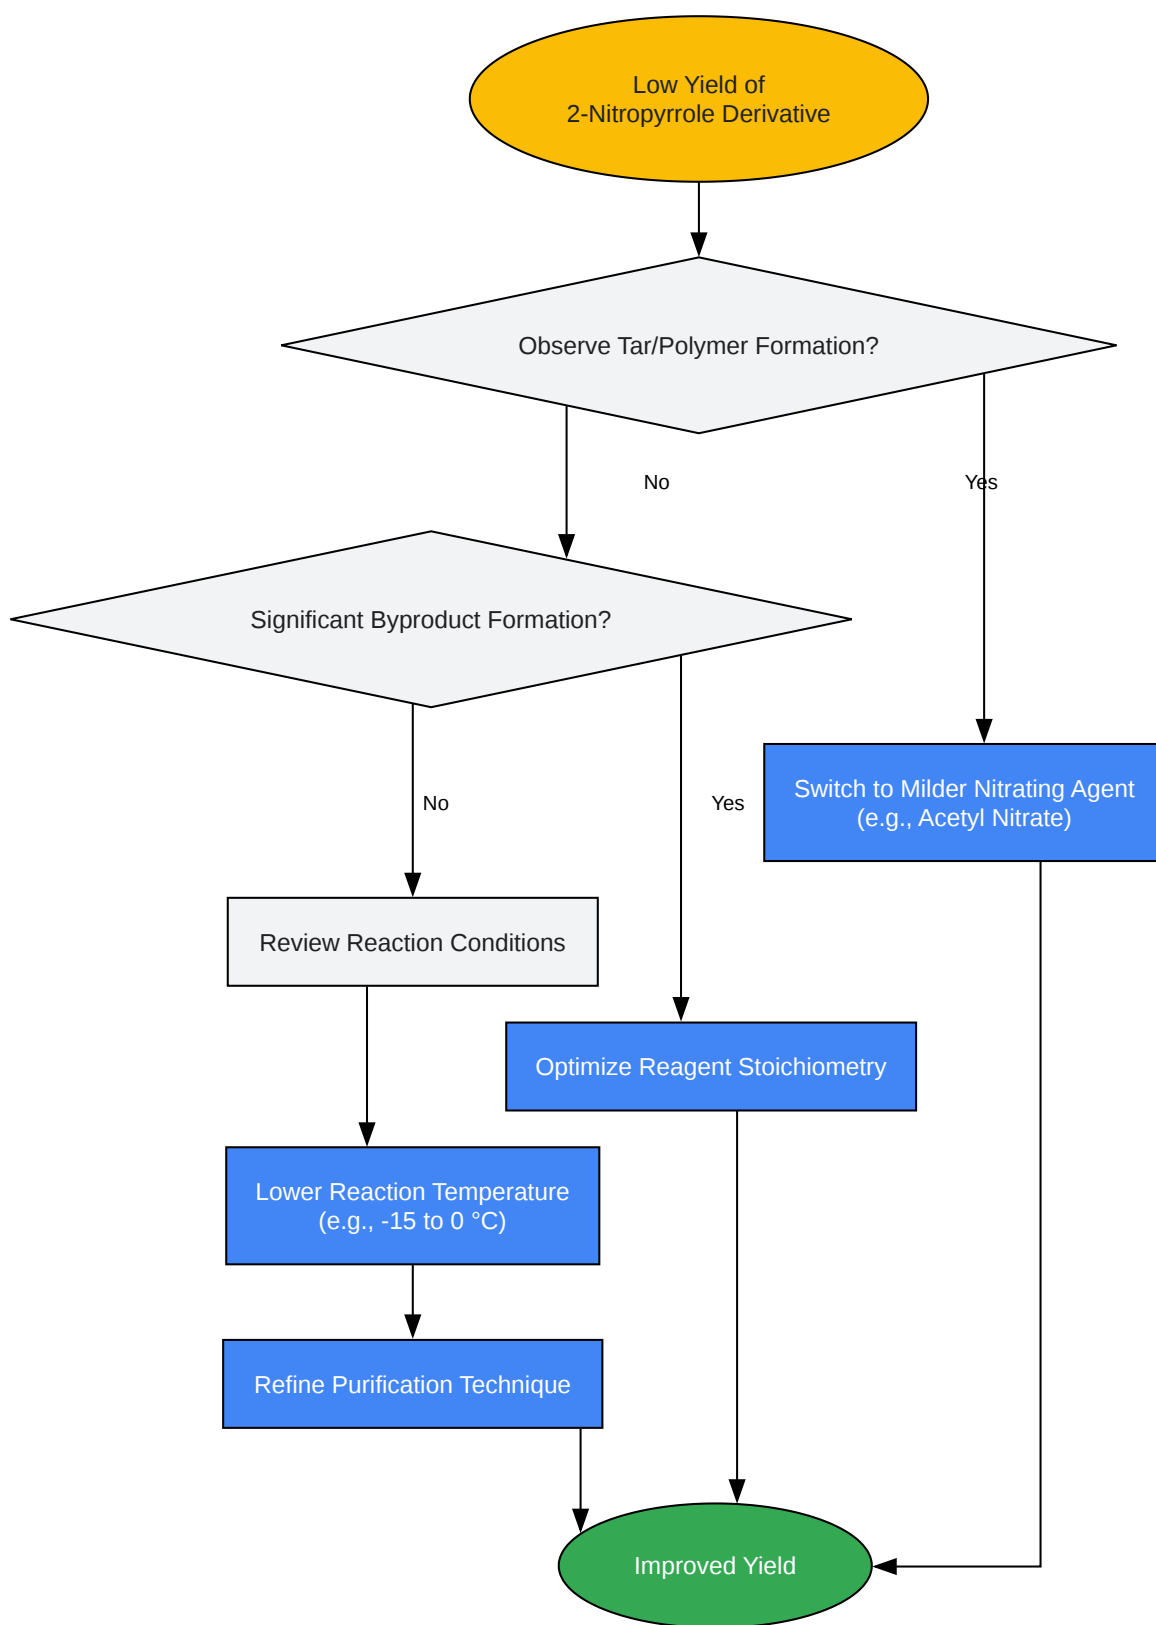 Low Yield of
2-Nitropyrrole Derivative
Observe Tar/Polymer Formation?
No
Yes
Significant Byproduct Formation?
No
Yes
Switch to Milder Nitrating Agent
(e.g., Acetyl Nitrate)
Review Reaction Conditions
Optimize Reagent Stoichiometry
Lower Reaction Temperature
(e.g., -15 to 0 °C)
Refine Purification Technique
Improved Yield